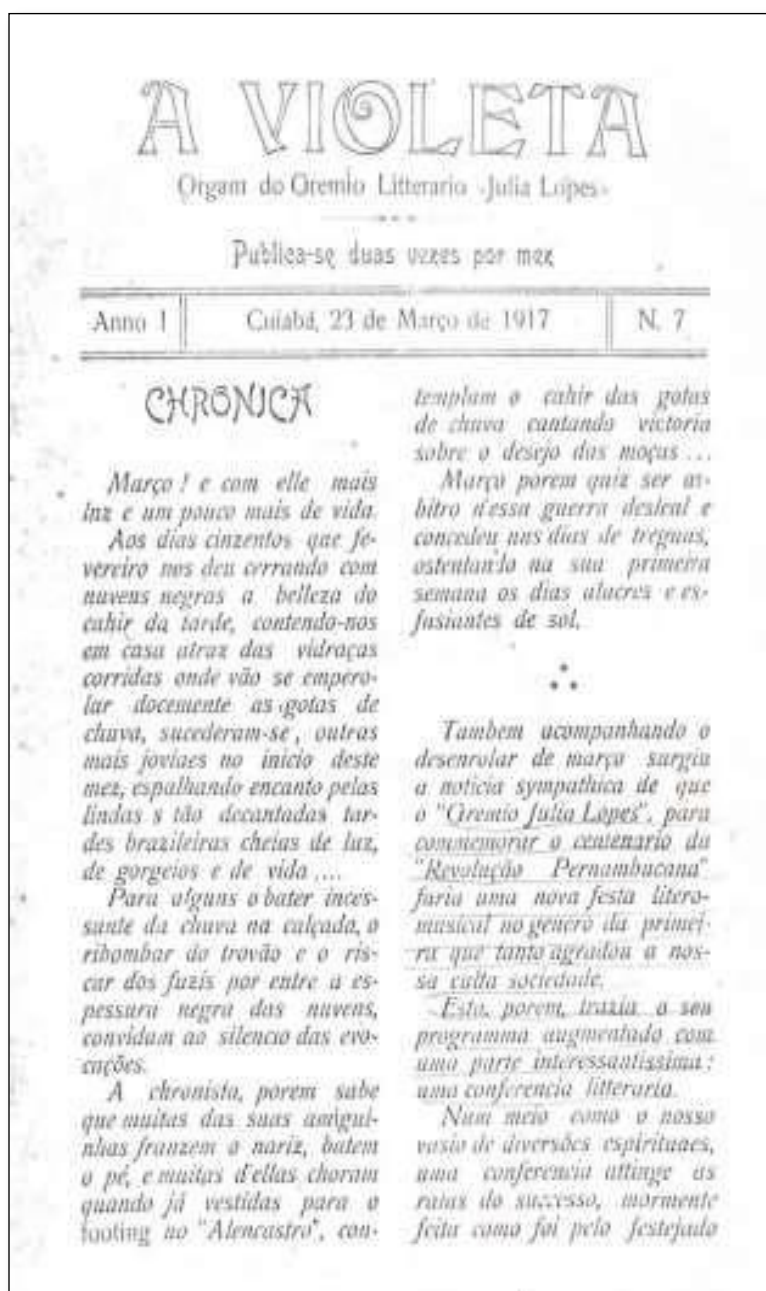 A VIOLETA
Orgam do Gremio Litterario «Julia Lopes»
Publica-se duas vezes por mez
Anno I
Cuiabá, 23 de Março de 1917
N. 7
CHRONICA
Março! e com elle mais
luz e um pouco mais de vida.
Aos dias cinzentos que fe-
vereiro nos deu cerrando com
nuvens negras a belleza do
cahir da tarde, contendo-nos
em casa atraz das vidraças
corridas onde vão se empero-
lar docemente as gotas de
chuva, sucederam-se, outras
mais joviaes no inicio deste
mez, espalhando encanto pelas
lindas s tão decantadas tar-
des brazileiras cheias de luz,
de gorgeios e de vida ....
Para alguns o bater inces-
sante da chuva na calçada, o
ribombar do trovão e o ris-
car dos fuzis por entre a es-
pessura negra das nuvens,
convidam ao silencio das evo-
cações.
A chronista, porem sabe
que muitas das suas amigui-
nhas franzem o nariz, batem
o pé, e muitas d'ellas choram
quando já vestidas para o
footing no "Alencastro", con-
templam o cahir das gotas
de chuva cantando victoria
sobre o desejo das moças ...
Março porem quiz ser ar-
bitro d'essa guerra desleal e
concedeu uns dias de treguas,
ostentando na sua primeira
semana os dias alacres e es-
fusiantes de sol.
Tambem acompanhando o
desenrolar de março surgiu
a noticia sympathica de que
o "Gremio Julia Lopes", para
commemorar o centenario da
"Revolução Pernambucana"
faria uma nova festa litero-
musical no genero da primei-
ra que tanto agradou a nos-
sa culta sociedade.
Esta, porem, trazia o seu
programma augmentado com
uma parte interessantissima:
uma conferencia litteraria.
Num meio como o nosso
vasio de diversões espirituaes,
uma conferencia attinge as
raias do successo, mormente
feita como foi pelo festejado